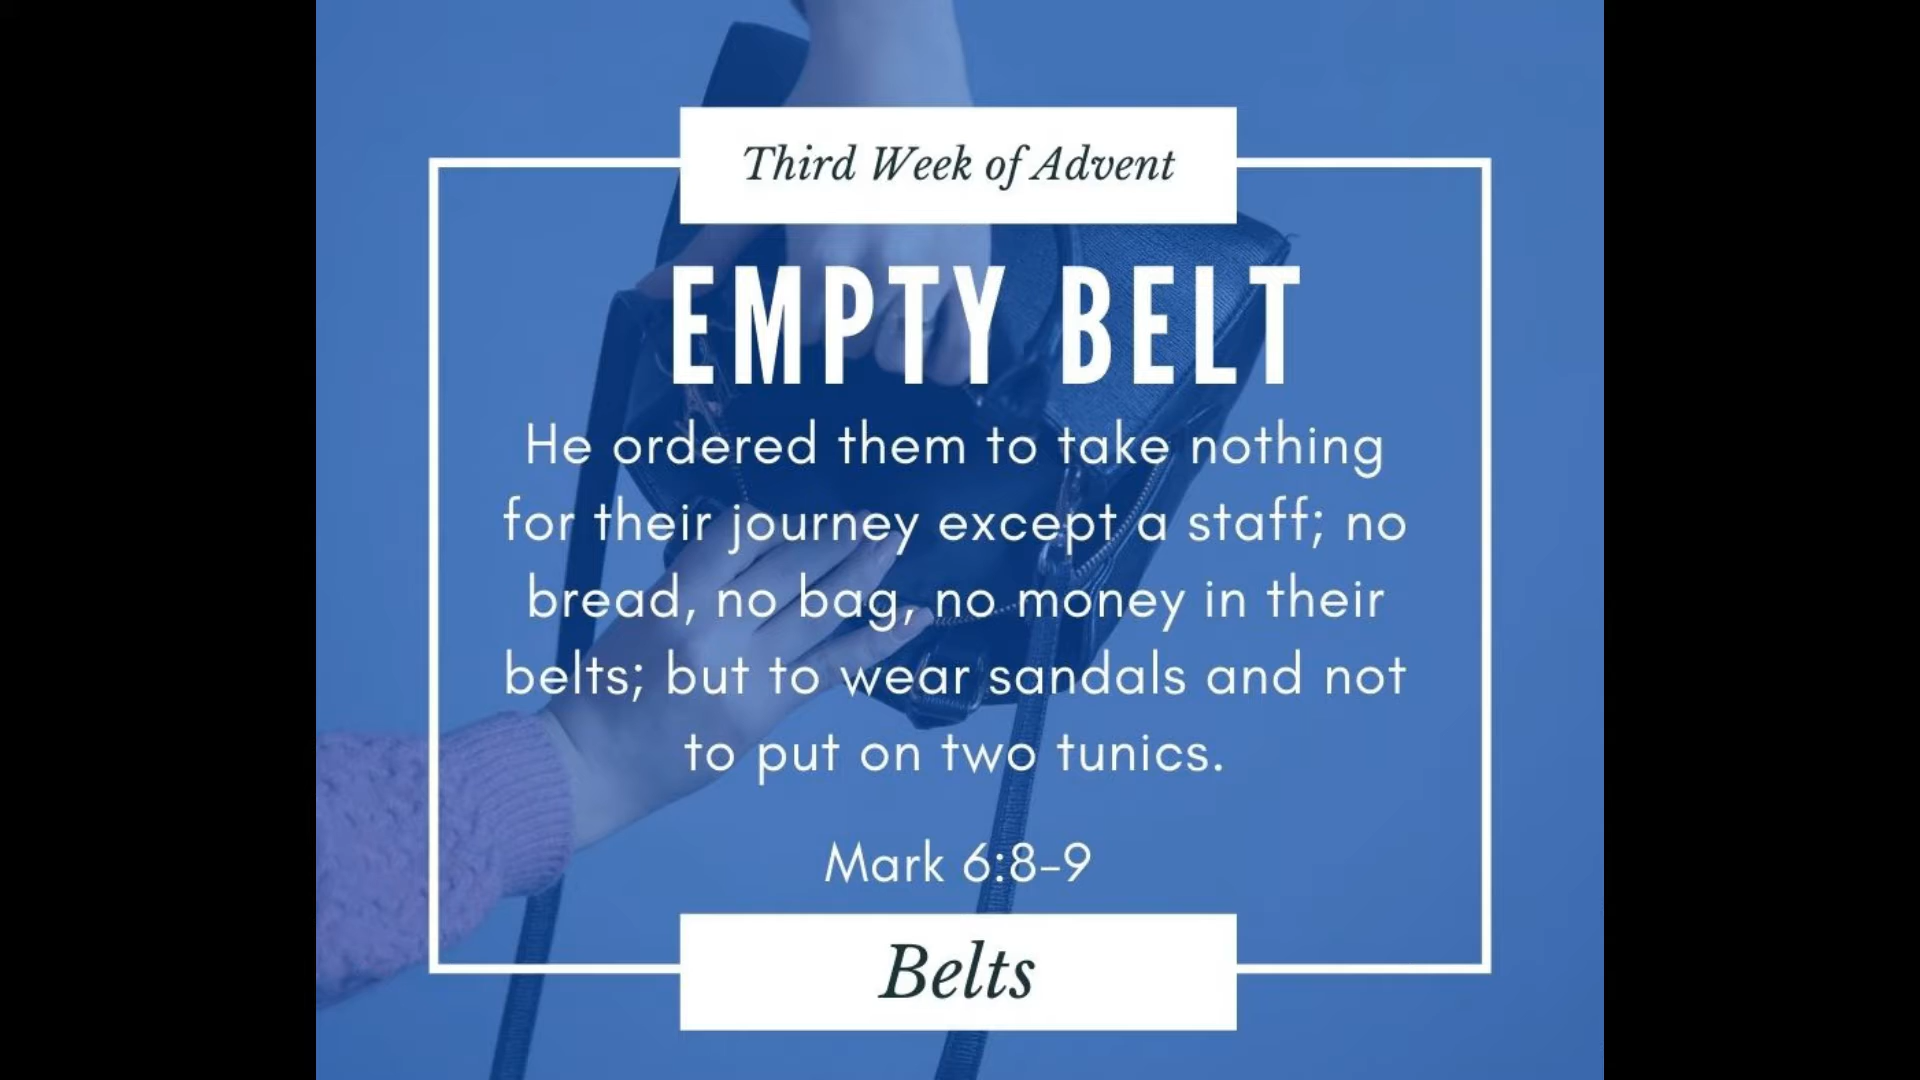 Third Week of Advent
EMPTY BELT
He ordered them to take nothing
for their journey except a staff; no
bread, no bag, no money in their
belts; but to wear sandals and not
to put on two tunics.
Mark 6:8-9
Belts